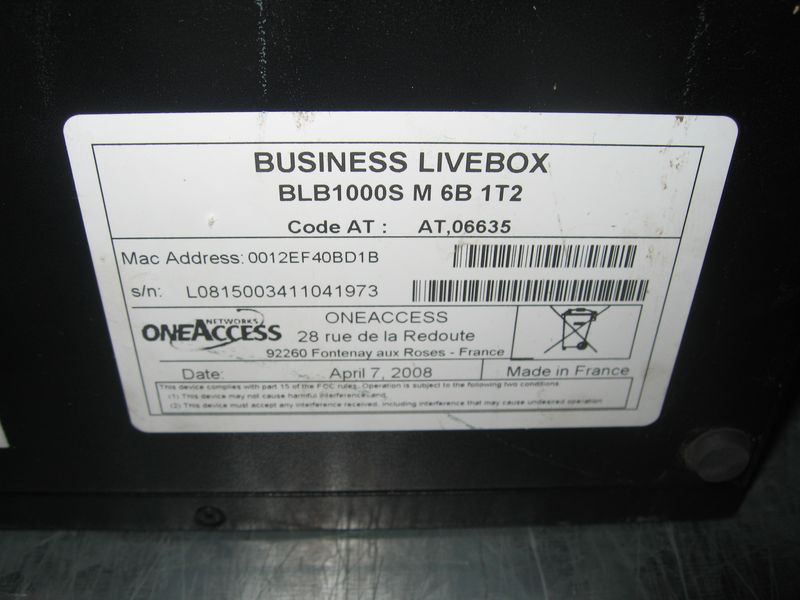 BUSINESS LIVEBOX
BLB1000S M 6B 1T2
Code AT : AT,06635
Mac Address: 0012EF40BD1B
s/n: L0815003411041973
NETWORKS
ONEACCESS
ONEACCESS
28 rue de la Redoute
92260 Fontenay aux Roses - France
Date: April 7, 2008 Made in France
This device complies with part 15 of the FCC rules. Operation is subject to the following two conditions
(1) This device may not cause harmful interference, and,
(2) This device must accept any interference received, including interference that may cause undesired operation